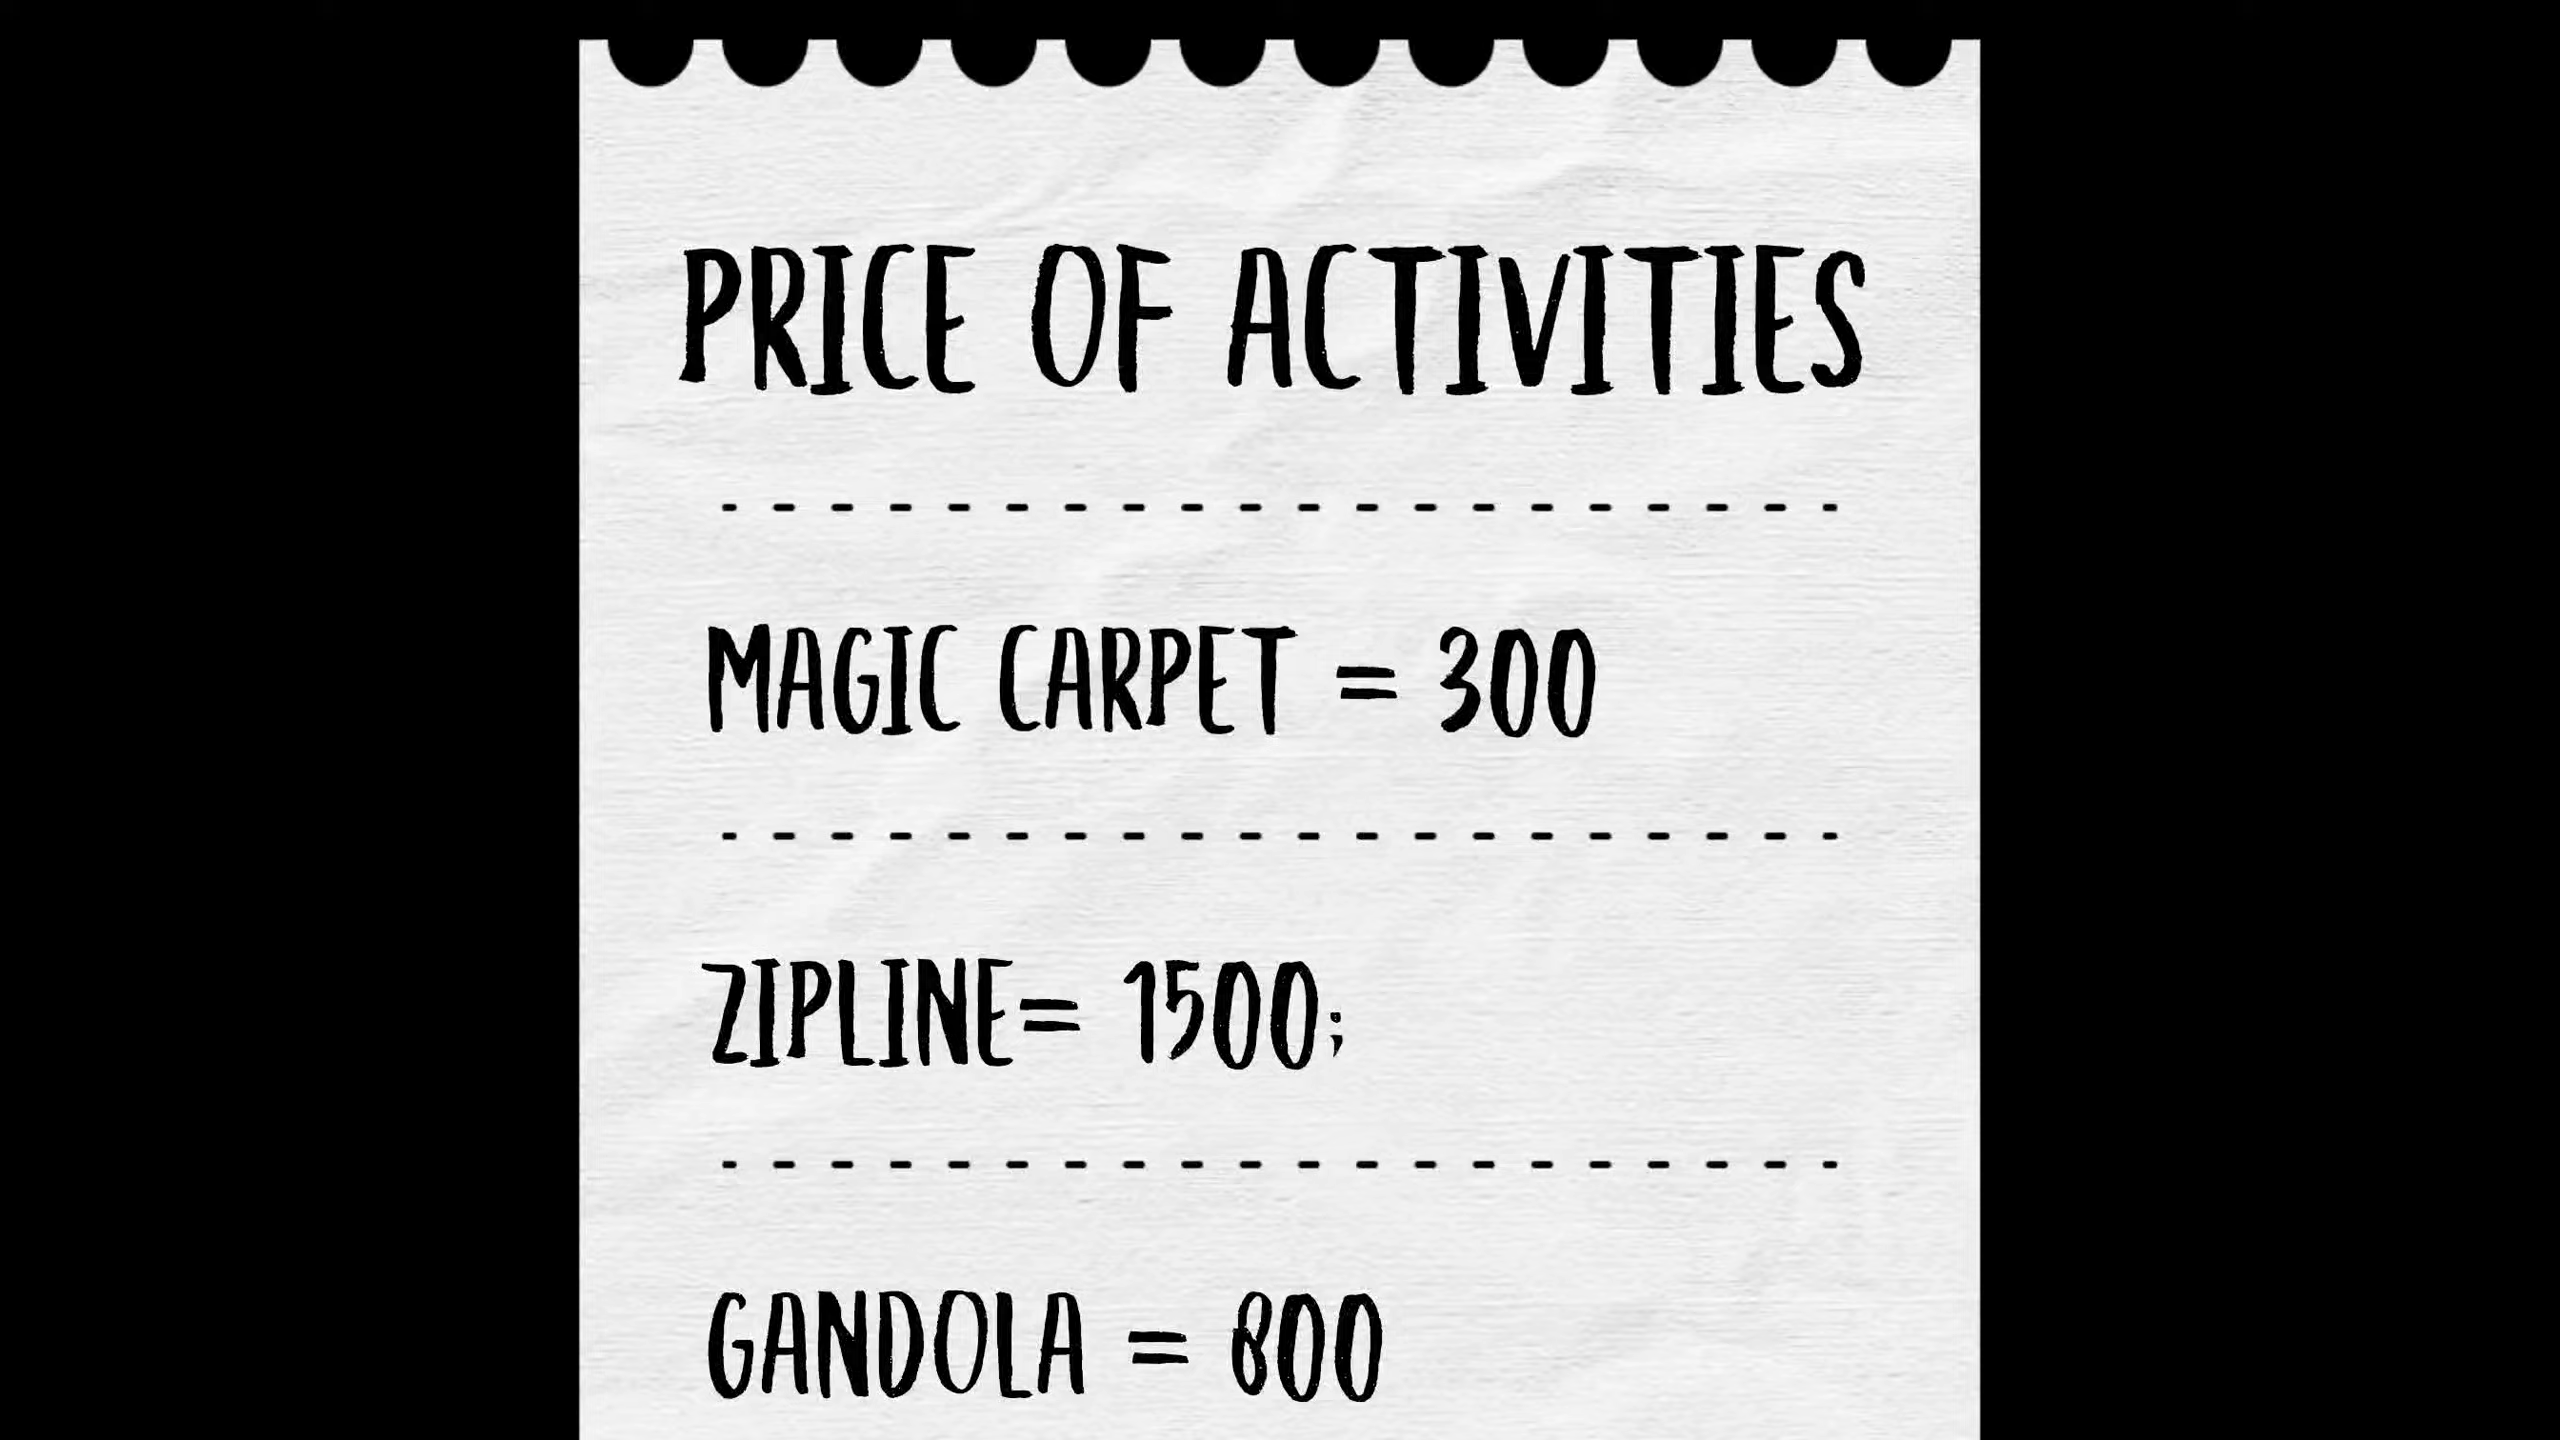 PRICE OF ACTIVITIES
MAGIC CARPET = 300
ZIPLINE= 1500;
GANDOLA = 800